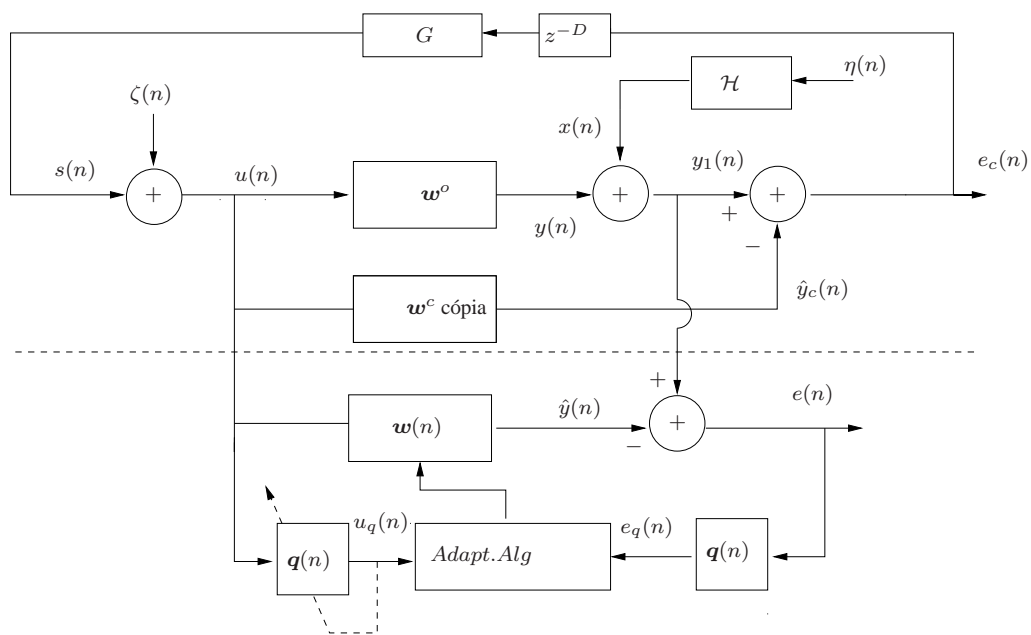 G
z^{-D}
η(n)
ℋ
ζ(n)
x(n)
s(n)
u(n)
y_1(n)
e_c(n)
+
w^o
+
+
y(n)
+
−
w^c cópia
ŷ_c(n)
+
e(n)
ŷ(n)
w(n)
+
−
u_q(n)
e_q(n)
q(n)
Adapt.Alg
q(n)